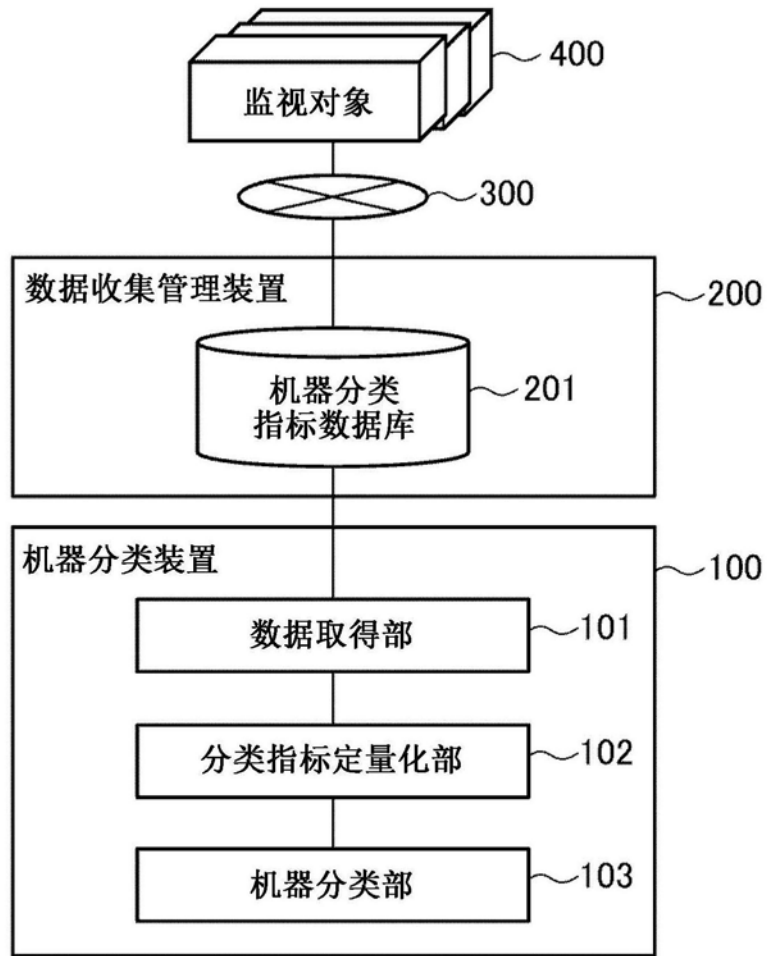 400
监视对象
300
数据收集管理装置
200
机器分类
指标数据库
201
机器分类装置
100
数据取得部
101
分类指标定量化部
102
机器分类部
103